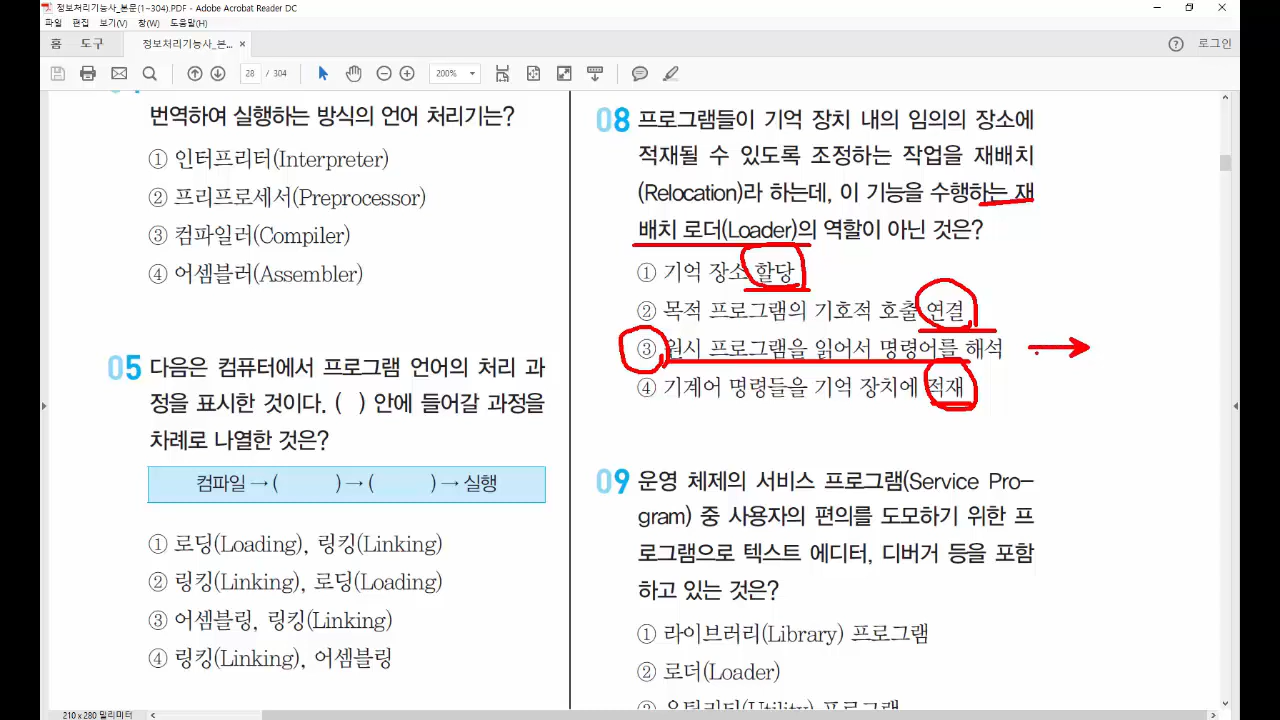 정보처리기능사_본문(1~304).PDF - Adobe Acrobat Reader DC
파일 편집 보기(V) 창(W) 도움말(H)
홈 도구 정보처리기능사_본... × 로그인
28 / 304 200%
번역하여 실행하는 방식의 언어 처리기는?
① 인터프리터(Interpreter)
② 프리프로세서(Preprocessor)
③ 컴파일러(Compiler)
④ 어셈블러(Assembler)
05 다음은 컴퓨터에서 프로그램 언어의 처리 과
정을 표시한 것이다. ( ) 안에 들어갈 과정을
차례로 나열한 것은?
컴파일 → ( ) → ( ) → 실행
① 로딩(Loading), 링킹(Linking)
② 링킹(Linking), 로딩(Loading)
③ 어셈블링, 링킹(Linking)
④ 링킹(Linking), 어셈블링
08 프로그램들이 기억 장치 내의 임의의 장소에
적재될 수 있도록 조정하는 작업을 재배치
(Relocation)라 하는데, 이 기능을 수행하는 재
배치 로더(Loader)의 역할이 아닌 것은?
① 기억 장소 할당
② 목적 프로그램의 기호적 호출 연결
③ 원시 프로그램을 읽어서 명령어를 해석
④ 기계어 명령들을 기억 장치에 적재
09 운영 체제의 서비스 프로그램(Service Pro-
gram) 중 사용자의 편의를 도모하기 위한 프
로그램으로 텍스트 에디터, 디버거 등을 포함
하고 있는 것은?
① 라이브러리(Library) 프로그램
② 로더(Loader)
③ 유틸리티(Utility) 프로그램
210 x 280 밀리미터